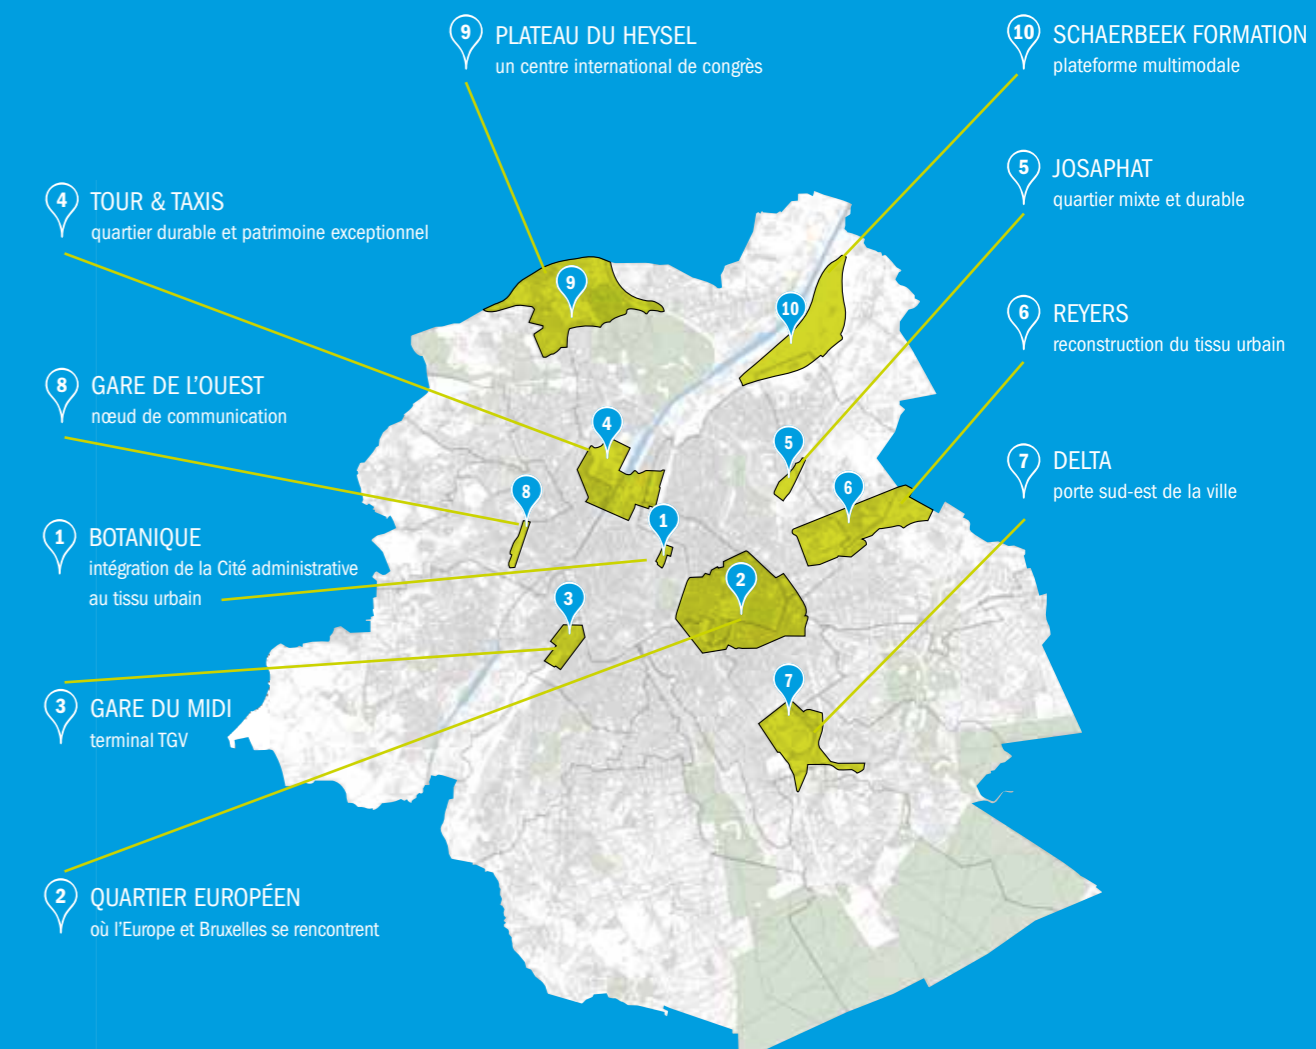 9 PLATEAU DU HEYSEL
un centre international de congrès
10 SCHAERBEEK FORMATION
plateforme multimodale
5 JOSAPHAT
quartier mixte et durable
4 TOUR & TAXIS
quartier durable et patrimoine exceptionnel
6 REYERS
reconstruction du tissu urbain
8 GARE DE L'OUEST
nœud de communication
7 DELTA
porte sud-est de la ville
1 BOTANIQUE
intégration de la Cité administrative
au tissu urbain
3 GARE DU MIDI
terminal TGV
2 QUARTIER EUROPÉEN
où l'Europe et Bruxelles se rencontrent
9
10
4
5
6
8
1
2
3
7